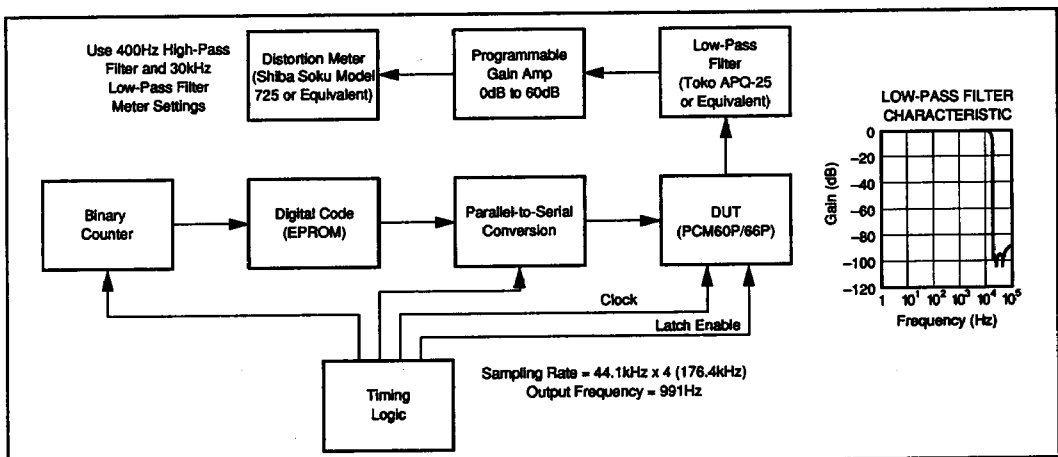 Use 400Hz High-Pass
Filter and 30kHz
Low-Pass Filter
Meter Settings
Distortion Meter
(Shiba Soku Model
725 or Equivalent)
Programmable
Gain Amp
0dB to 60dB
Low-Pass
Filter
(Toko APQ-25
or Equivalent)
LOW-PASS FILTER
CHARACTERISTIC
Gain (dB)
0
–20
–40
–60
–80
–100
–120
1 10¹ 10² 10³ 10⁴ 10⁵
Frequency (Hz)
Binary
Counter
Digital Code
(EPROM)
Parallel-to-Serial
Conversion
DUT
(PCM60P/66P)
Clock
Latch Enable
Timing
Logic
Sampling Rate = 44.1kHz x 4 (176.4kHz)
Output Frequency = 991Hz